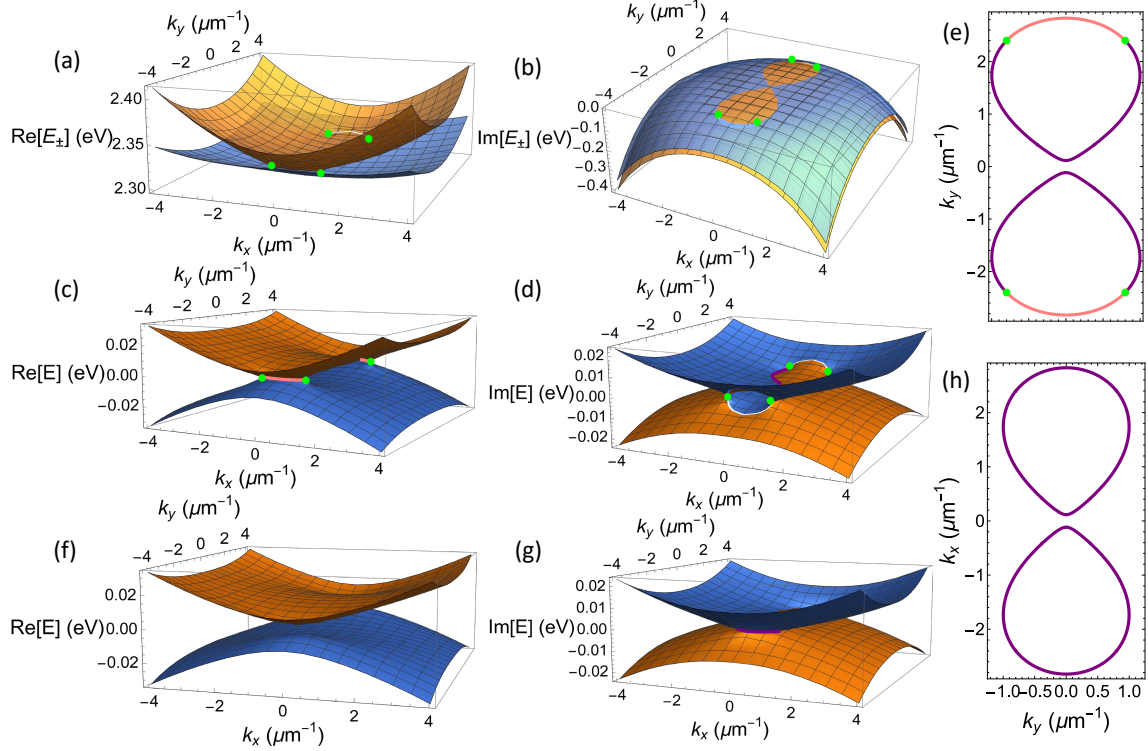 (a)
k_y (μm⁻¹)
−4 −2 0 2 4
2.40
Re[E_±] (eV)
2.35
2.30
−4 −2 0 2 4
k_x (μm⁻¹)
(b)
k_y (μm⁻¹)
−4 −2 0 2 4
0.0
Im[E_±] (eV)
−0.1
−0.2
−0.3
−0.4
−4 −2 0 2 4
k_x (μm⁻¹)
(e)
2
1
0
−1
−2
k_y (μm⁻¹)
(c)
k_y (μm⁻¹)
−4 −2 0 2 4
0.02
Re[E] (eV)
0.00
−0.02
−4 −2 0 2 4
k_x (μm⁻¹)
(d)
k_y (μm⁻¹)
−4 −2 0 2 4
0.02
0.01
Im[E] (eV)
0.00
−0.01
−0.02
−4 −2 0 2 4
k_x (μm⁻¹)
(h)
2
1
0
−1
−2
k_x (μm⁻¹)
−1.0 −0.5 0.0 0.5 1.0
k_y (μm⁻¹)
(f)
k_y (μm⁻¹)
−4 −2 0 2 4
0.02
Re[E] (eV)
0.00
−0.02
−4 −2 0 2 4
k_x (μm⁻¹)
(g)
k_y (μm⁻¹)
−4 −2 0 2 4
0.02
0.01
Im[E] (eV)
0.00
−0.01
−0.02
−4 −2 0 2 4
k_x (μm⁻¹)